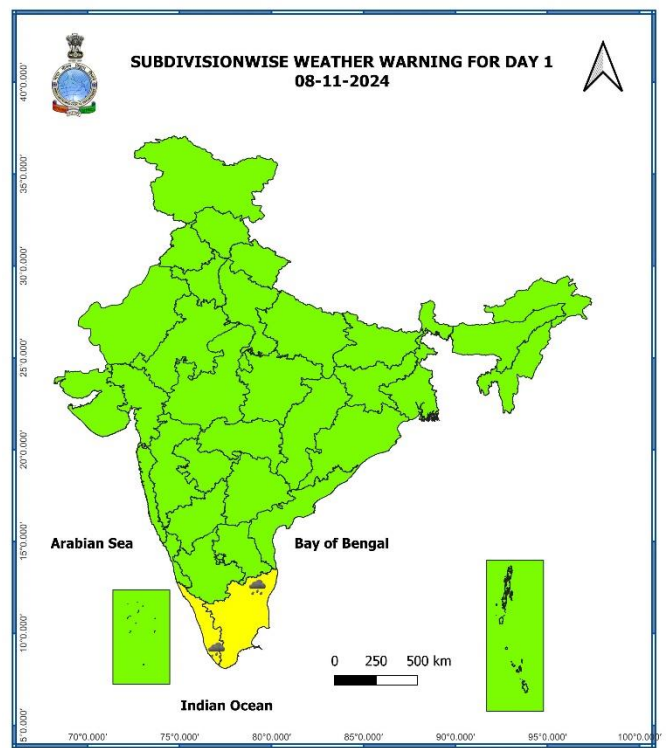 SUBDIVISIONWISE WEATHER WARNING FOR DAY 1
08-11-2024
40°0.000'
35°0.000'
30°0.000'
25°0.000'
20°0.000'
15°0.000'
10°0.000'
5°0.000'
Arabian Sea
Bay of Bengal
0 250 500 km
Indian Ocean
70°0.000' 75°0.000' 80°0.000' 85°0.000' 90°0.000' 95°0.000' 100°0.000'